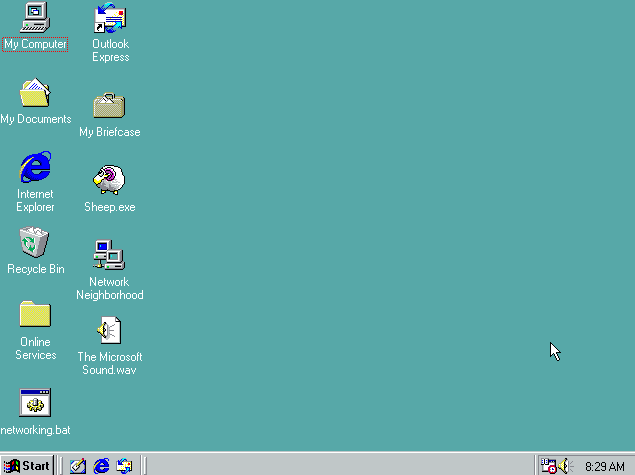 My Computer
Outlook
Express
My Documents
My Briefcase
Internet
Explorer
Sheep.exe
Recycle Bin
Network
Neighborhood
Online
Services
The Microsoft
Sound.wav
networking.bat
Start
8:29 AM